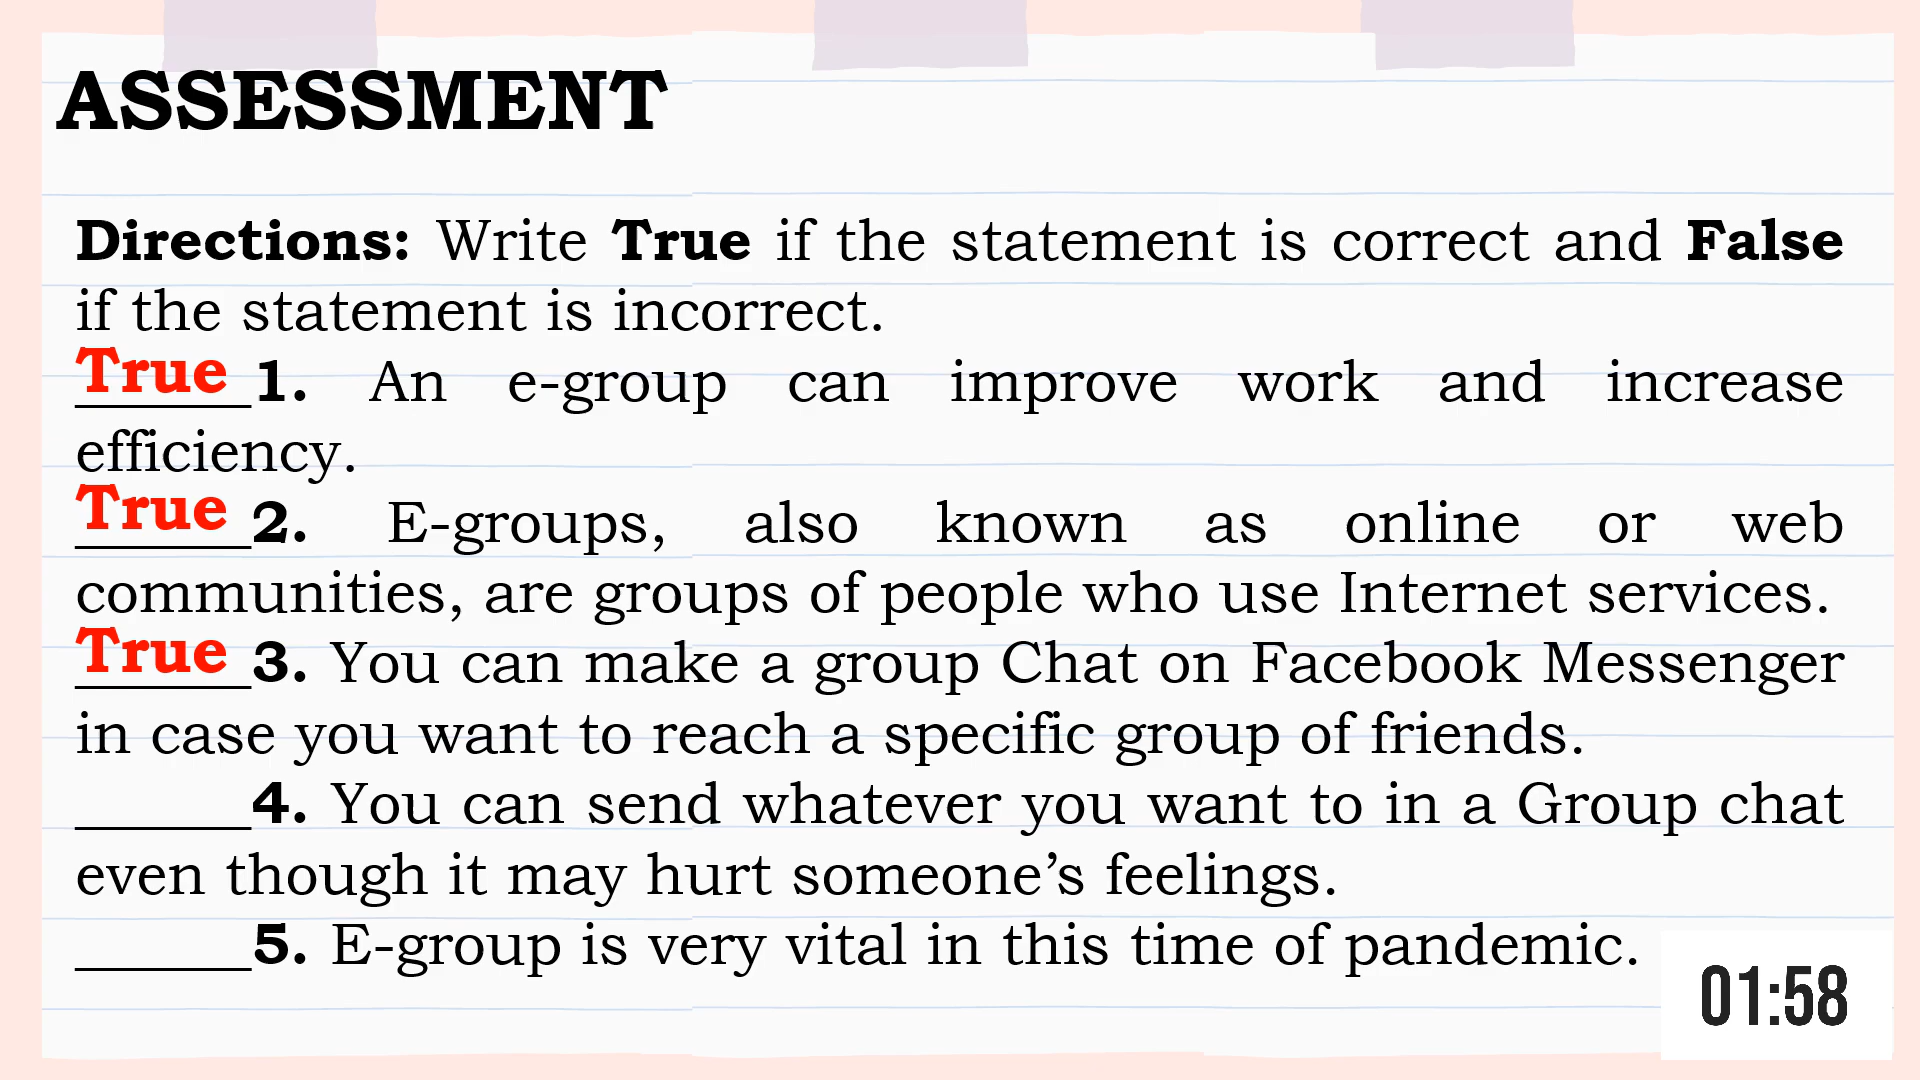 ASSESSMENT
Directions: Write True if the statement is correct and False
if the statement is incorrect.
True 1. An e-group can improve work and increase
efficiency.
True 2. E-groups, also known as online or web
communities, are groups of people who use Internet services.
True 3. You can make a group Chat on Facebook Messenger
in case you want to reach a specific group of friends.
______4. You can send whatever you want to in a Group chat
even though it may hurt someone’s feelings.
______5. E-group is very vital in this time of pandemic.
01:58